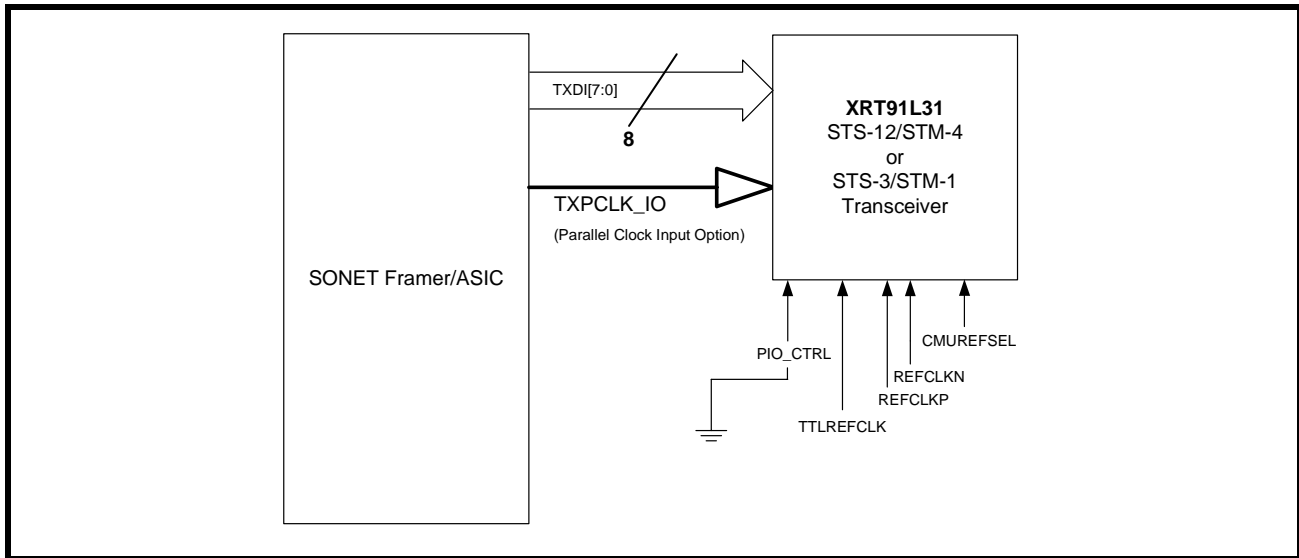 TXDI[7:0]
8
TXPCLK_IO
(Parallel Clock Input Option)
SONET Framer/ASIC
XRT91L31
STS-12/STM-4
or
STS-3/STM-1
Transceiver
PIO_CTRL
CMUREFSEL
REFCLKN
REFCLKP
TTLREFCLK